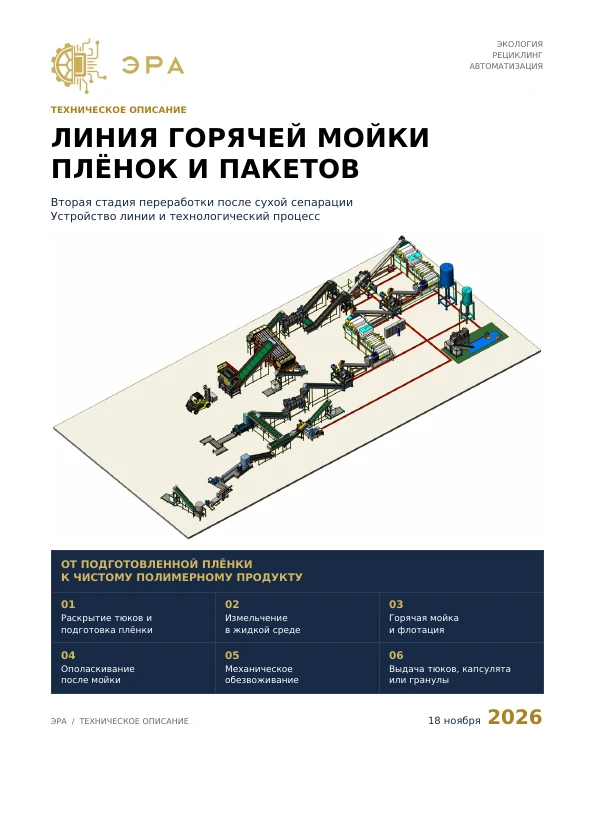 ЭРА
ЭКОЛОГИЯ
РЕЦИКЛИНГ
АВТОМАТИЗАЦИЯ
ТЕХНИЧЕСКОЕ ОПИСАНИЕ
ЛИНИЯ ГОРЯЧЕЙ МОЙКИ
ПЛЁНОК И ПАКЕТОВ
Вторая стадия переработки после сухой сепарации
Устройство линии и технологический процесс
ОТ ПОДГОТОВЛЕННОЙ ПЛЁНКИ
К ЧИСТОМУ ПОЛИМЕРНОМУ ПРОДУКТУ
01
Раскрытие тюков и
подготовка плёнки
02
Измельчение
в жидкой среде
03
Горячая мойка
и флотация
04
Ополаскивание
после мойки
05
Механическое
обезвоживание
06
Выдача тюков, капсулята
или гранулы
ЭРА / ТЕХНИЧЕСКОЕ ОПИСАНИЕ
18 ноября 2026